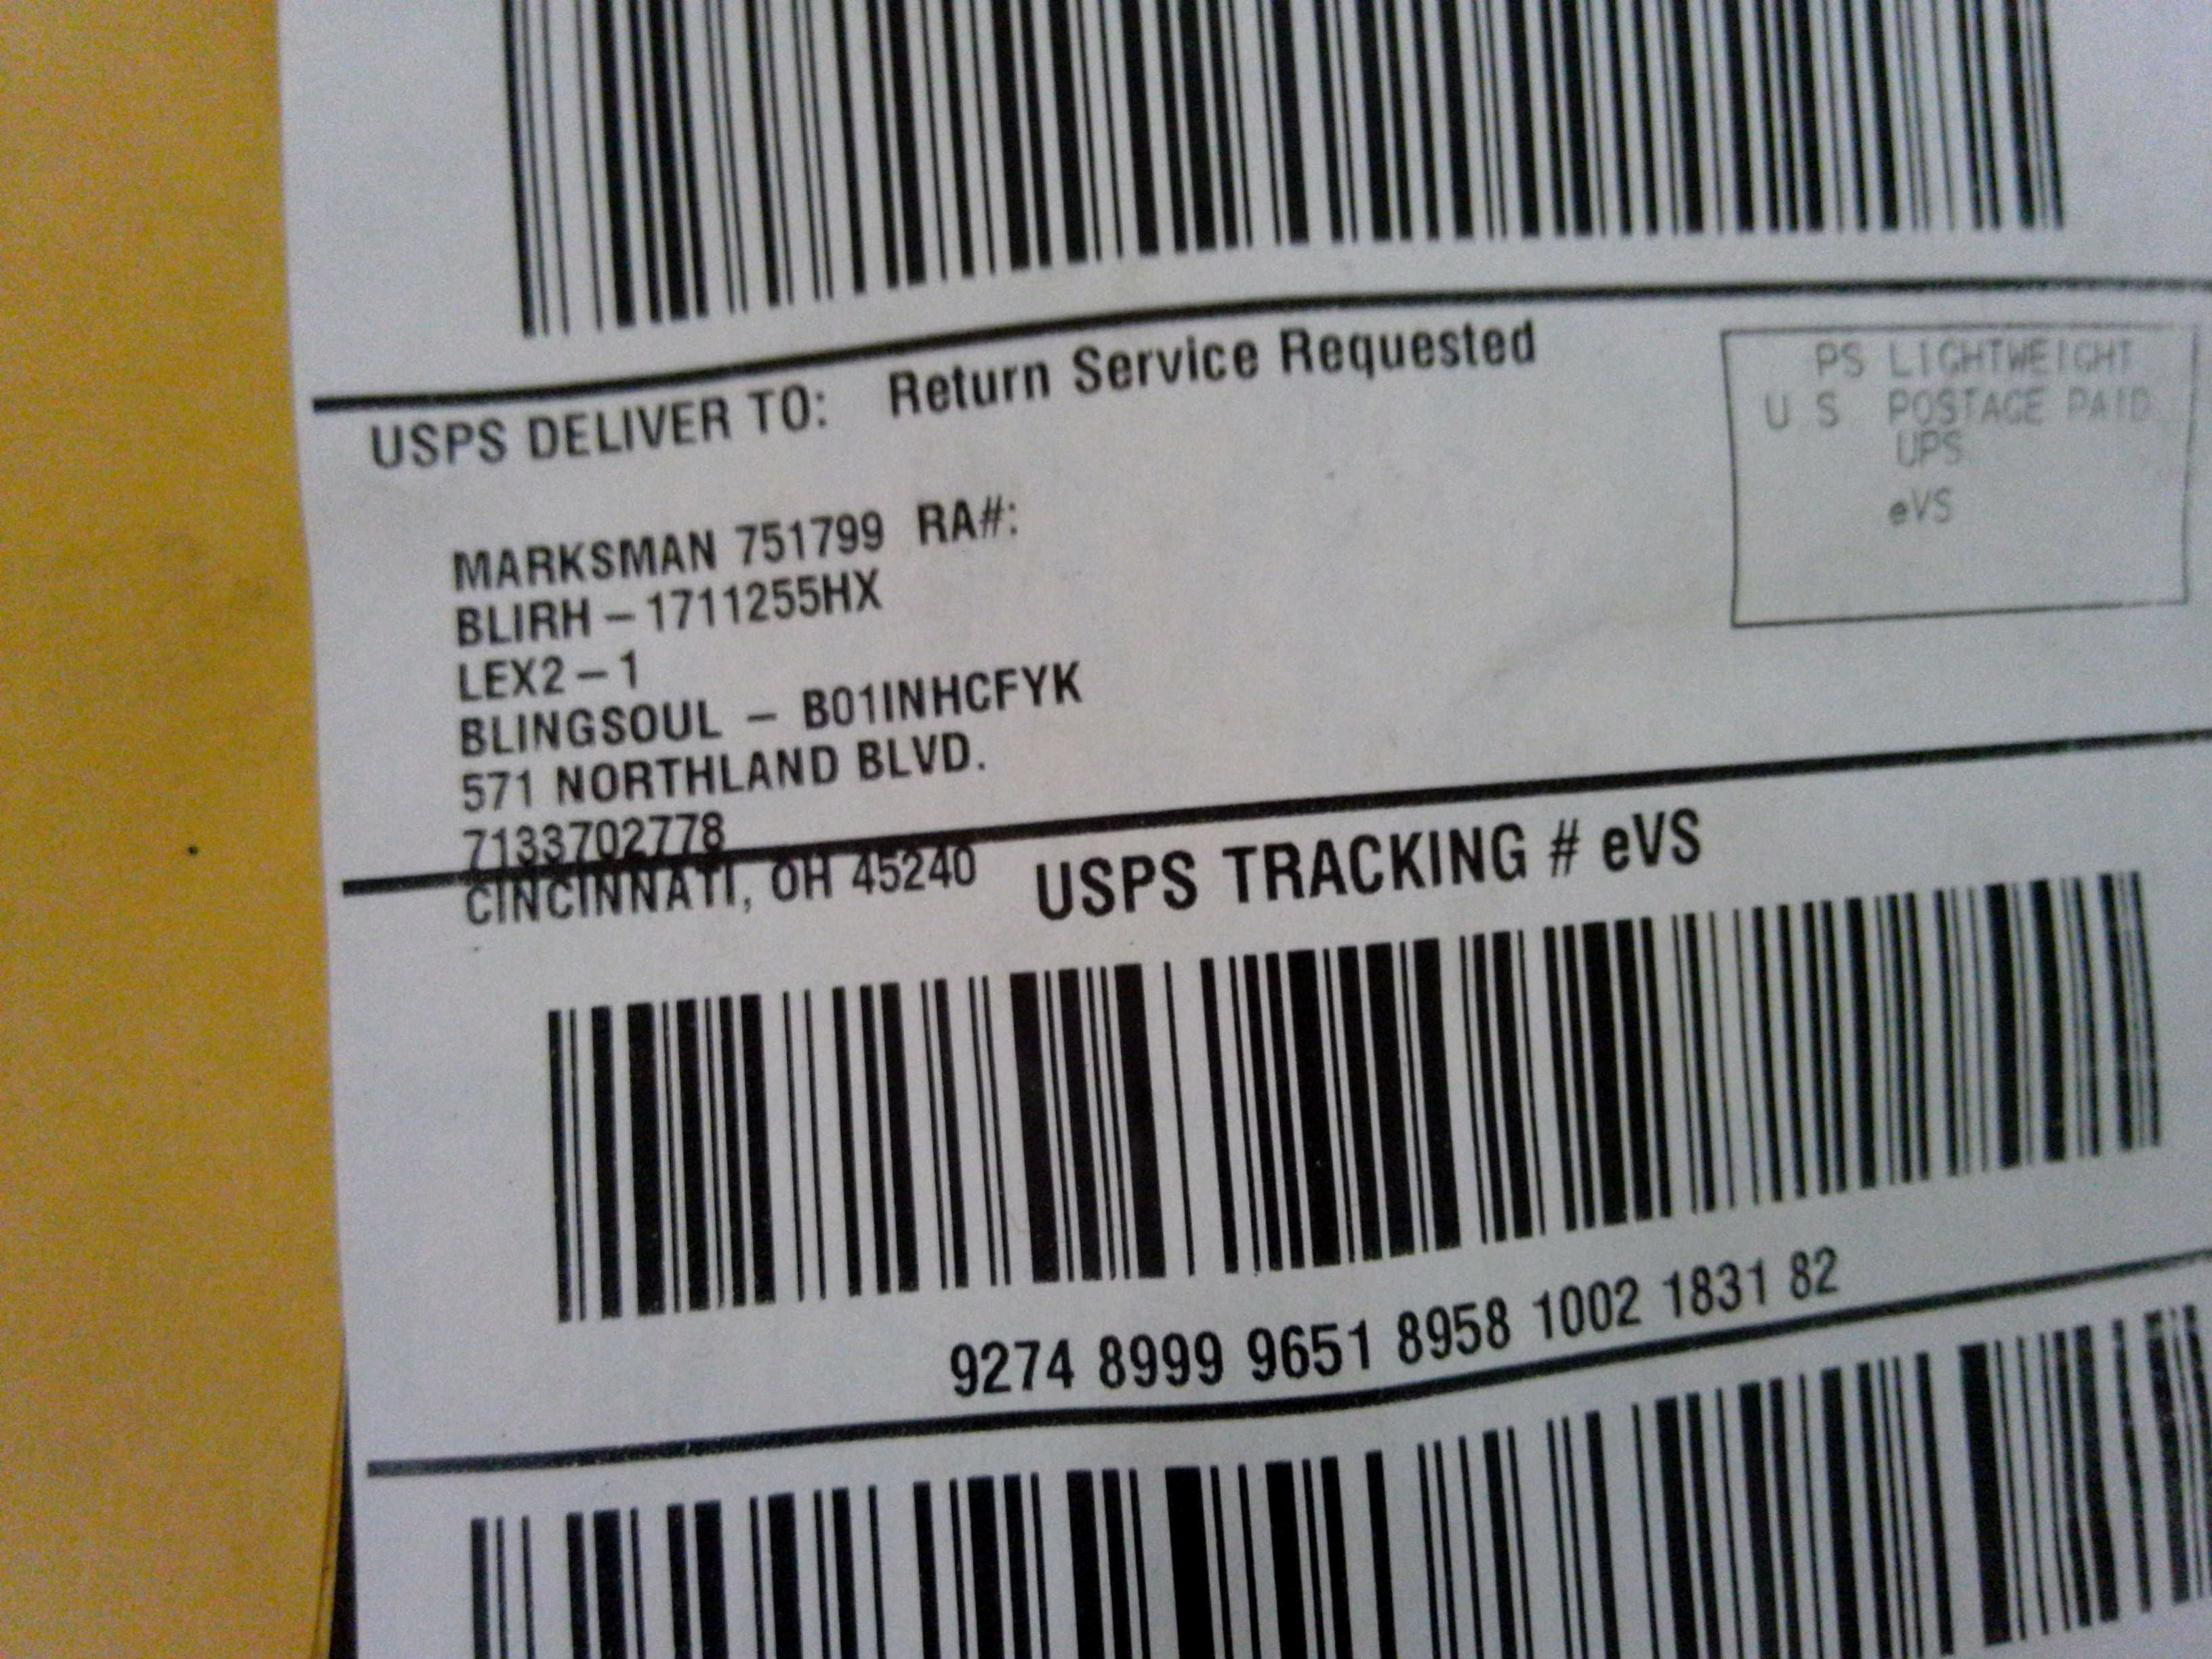 USPS DELIVER TO: Return Service Requested
PS LIGHTWEIGHT
U S POSTAGE PAID
UPS
eVS
MARKSMAN 751799 RA#:
BLIRH – 1711255HX
LEX2 – 1
BLINGSOUL – B01INHCFYK
571 NORTHLAND BLVD.
7133702778
CINCINNATI, OH 45240
USPS TRACKING # eVS
9274 8999 9651 8958 1002 1831 82